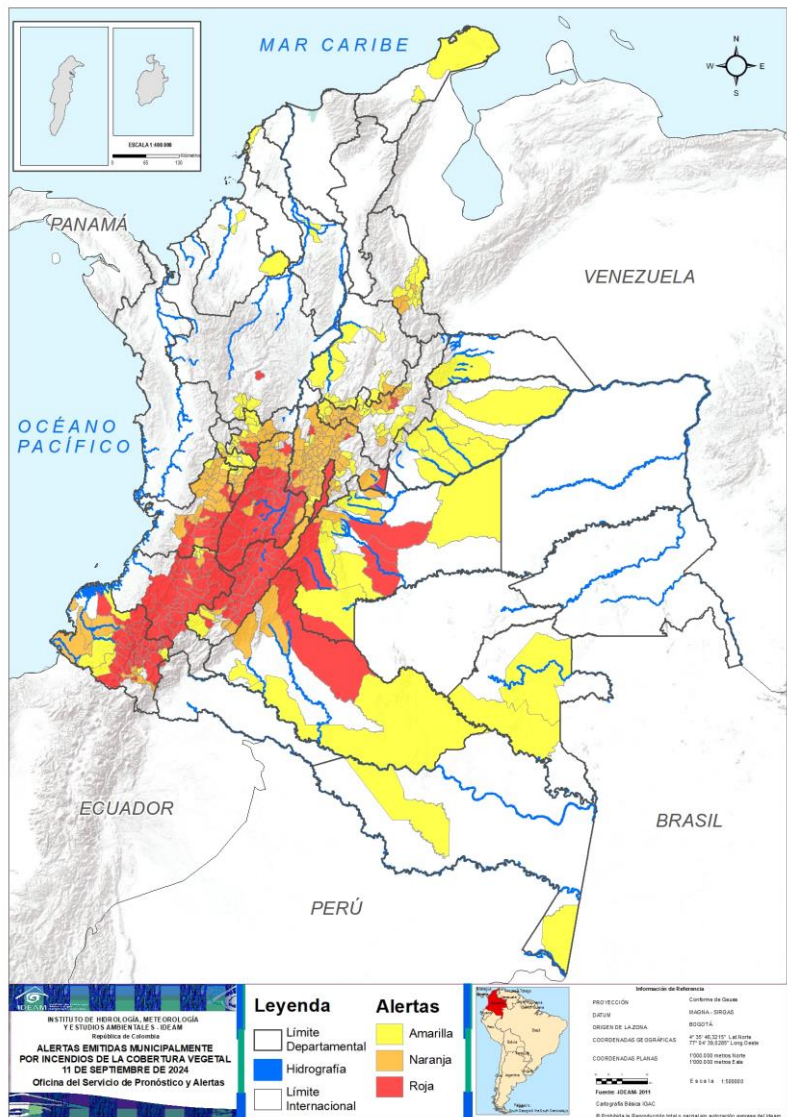 MAR CARIBE
N
W
E
S
ESCALA 1:400.000
PANAMÁ
VENEZUELA
OCÉANO
PACÍFICO
ECUADOR
BRASIL
PERÚ
IDEAM
INSTITUTO DE HIDROLOGÍA, METEOROLOGÍA
Y ESTUDIOS AMBIENTALES - IDEAM
República de Colombia
ALERTAS EMITIDAS MUNICIPALMENTE
POR INCENDIOS DE LA COBERTURA VEGETAL
11 DE SEPTIEMBRE DE 2024
Oficina del Servicio de Pronóstico y Alertas
Leyenda
Límite
Departamental
Hidrografía
Límite
Internacional
Alertas
Amarilla
Naranja
Roja
Información de Referencia
PROYECCIÓN Conforme de Gauss
DATUM MAGNA - SIRGAS
ORIGEN DE LA ZONA BOGOTÁ
COORDENADAS GEOGRÁFICAS
COORDENADAS PLANAS 1'000.000 metros Norte
1'000.000 metros Este
Fuente: IDEAM- 2011
Cartografía Básica: IGAC